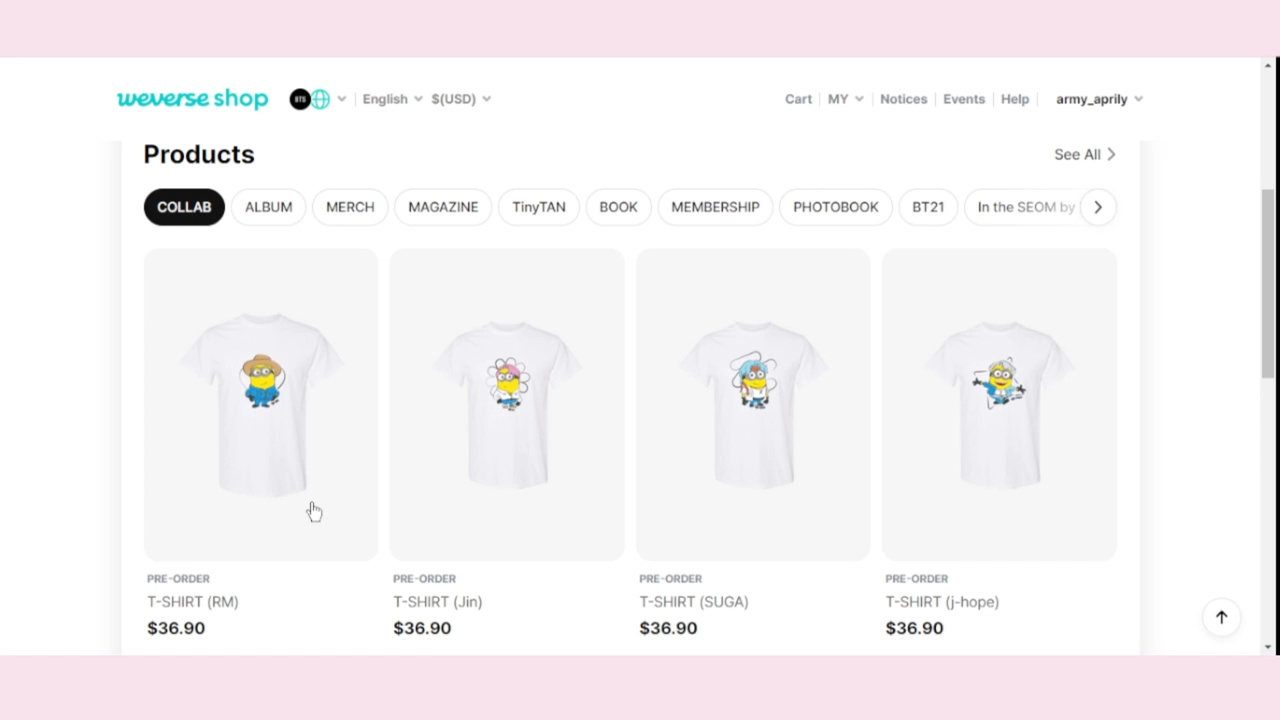 weverse shop BTS English $(USD) Cart MY Notices Events Help army_aprily
Products See All
COLLAB ALBUM MERCH MAGAZINE TinyTAN BOOK MEMBERSHIP PHOTOBOOK BT21 In the SEOM by
PRE-ORDER PRE-ORDER PRE-ORDER PRE-ORDER
T-SHIRT (RM) T-SHIRT (Jin) T-SHIRT (SUGA) T-SHIRT (j-hope)
$36.90 $36.90 $36.90 $36.90